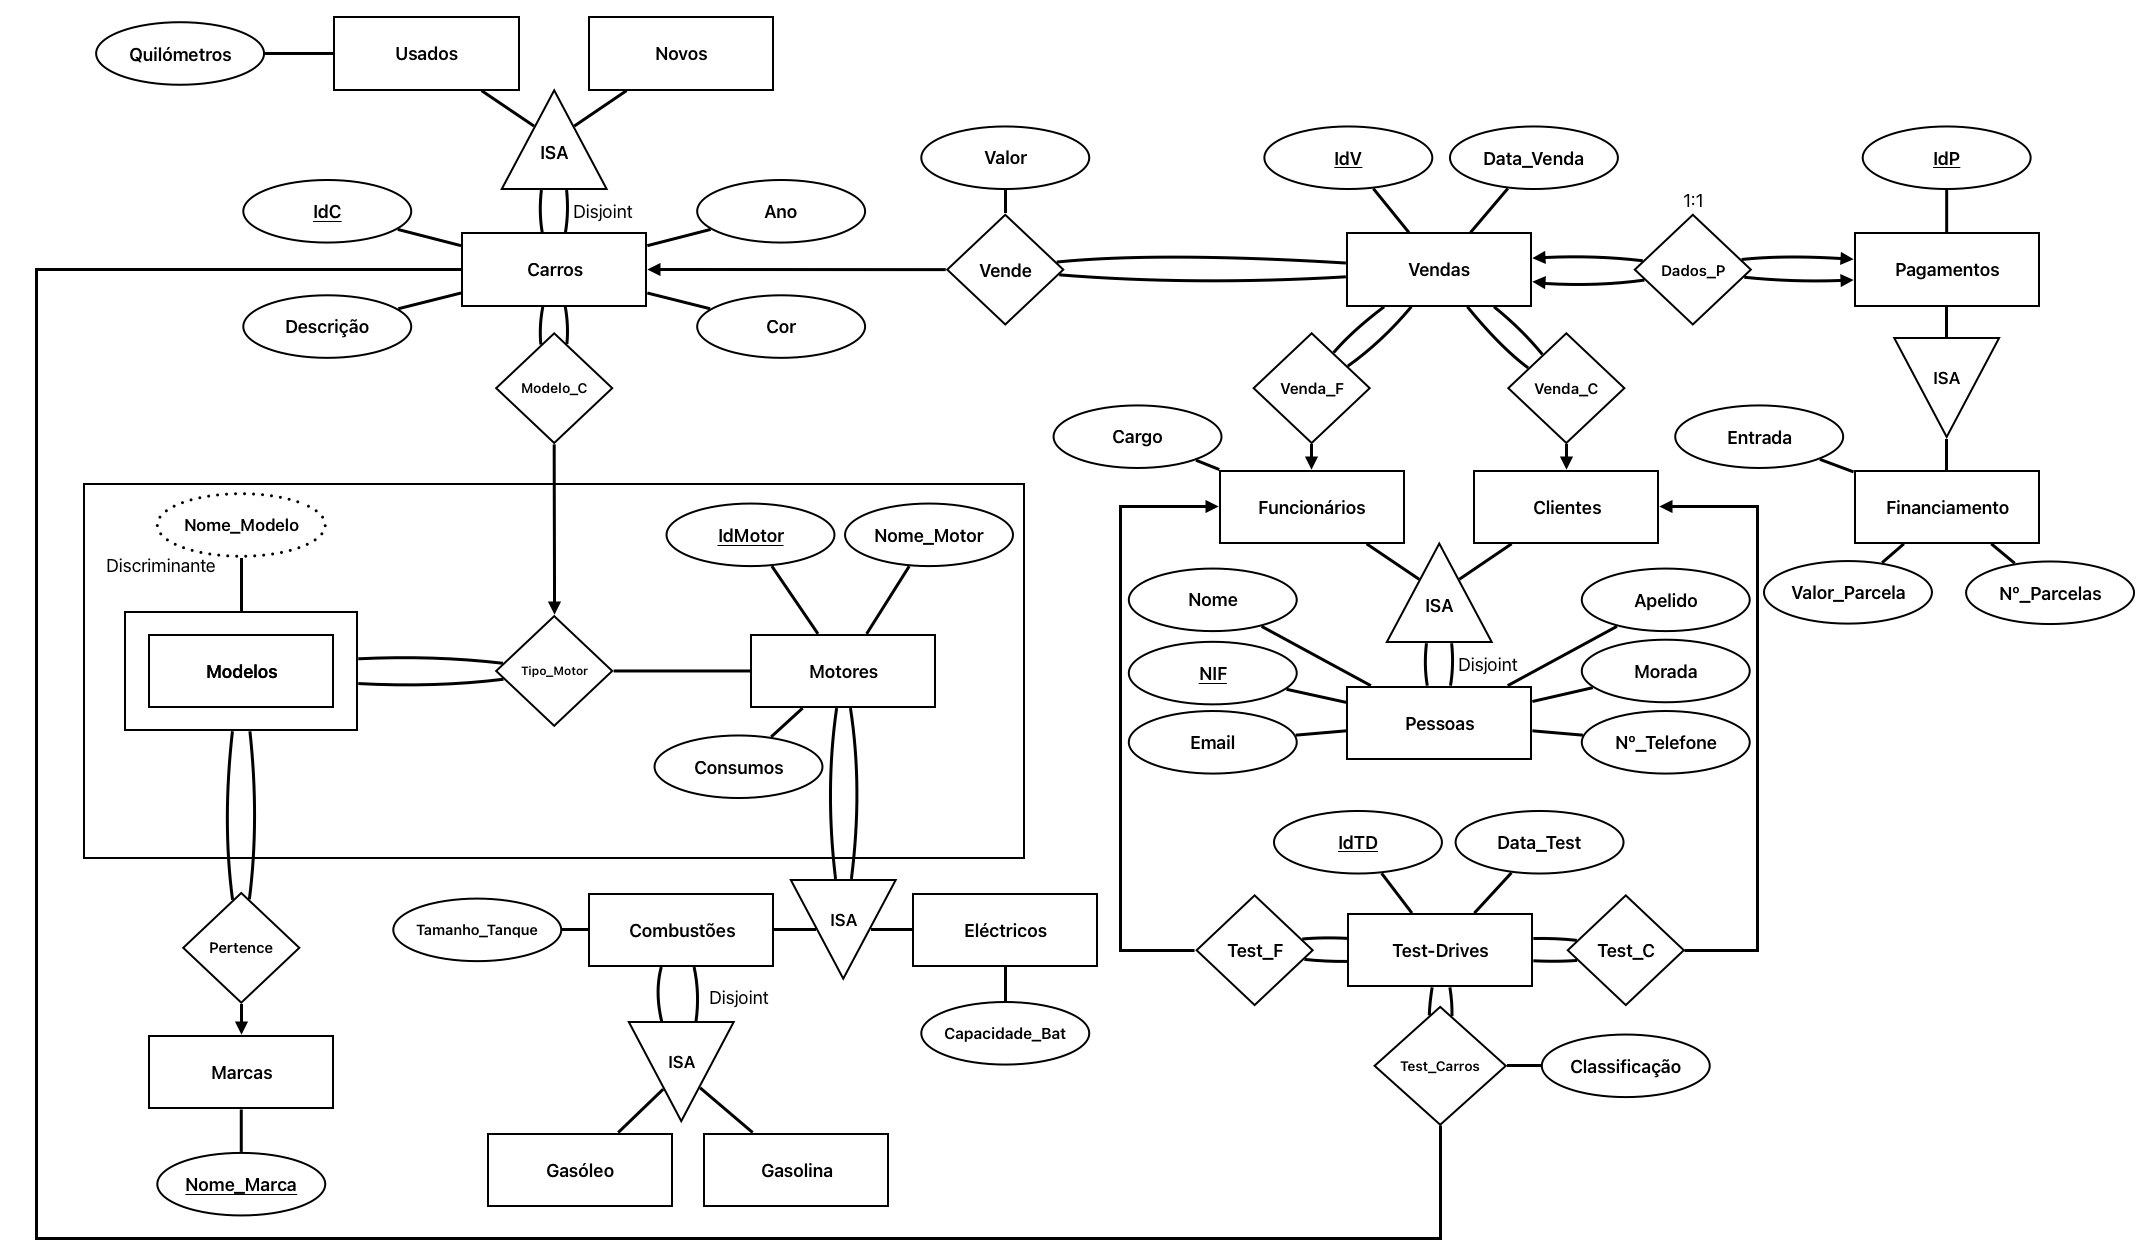 Quilómetros
Usados
Novos
ISA
Disjoint
IdC
Ano
Carros
Descrição
Cor
Valor
Vende
IdV
Data_Venda
Vendas
1:1
Dados_P
IdP
Pagamentos
ISA
Modelo_C
Venda_F
Venda_C
Cargo
Entrada
Funcionários
Clientes
Financiamento
Valor_Parcela
Nº_Parcelas
Nome_Modelo
Discriminante
Modelos
Tipo_Motor
IdMotor
Nome_Motor
Motores
Consumos
ISA
Disjoint
Nome
Apelido
NIF
Morada
Email
Nº_Telefone
Pessoas
IdTD
Data_Test
Test_F
Test-Drives
Test_C
Test_Carros
Classificação
Pertence
Marcas
Nome_Marca
Tamanho_Tanque
Combustões
ISA
Eléctricos
Capacidade_Bat
Disjoint
ISA
Gasóleo
Gasolina